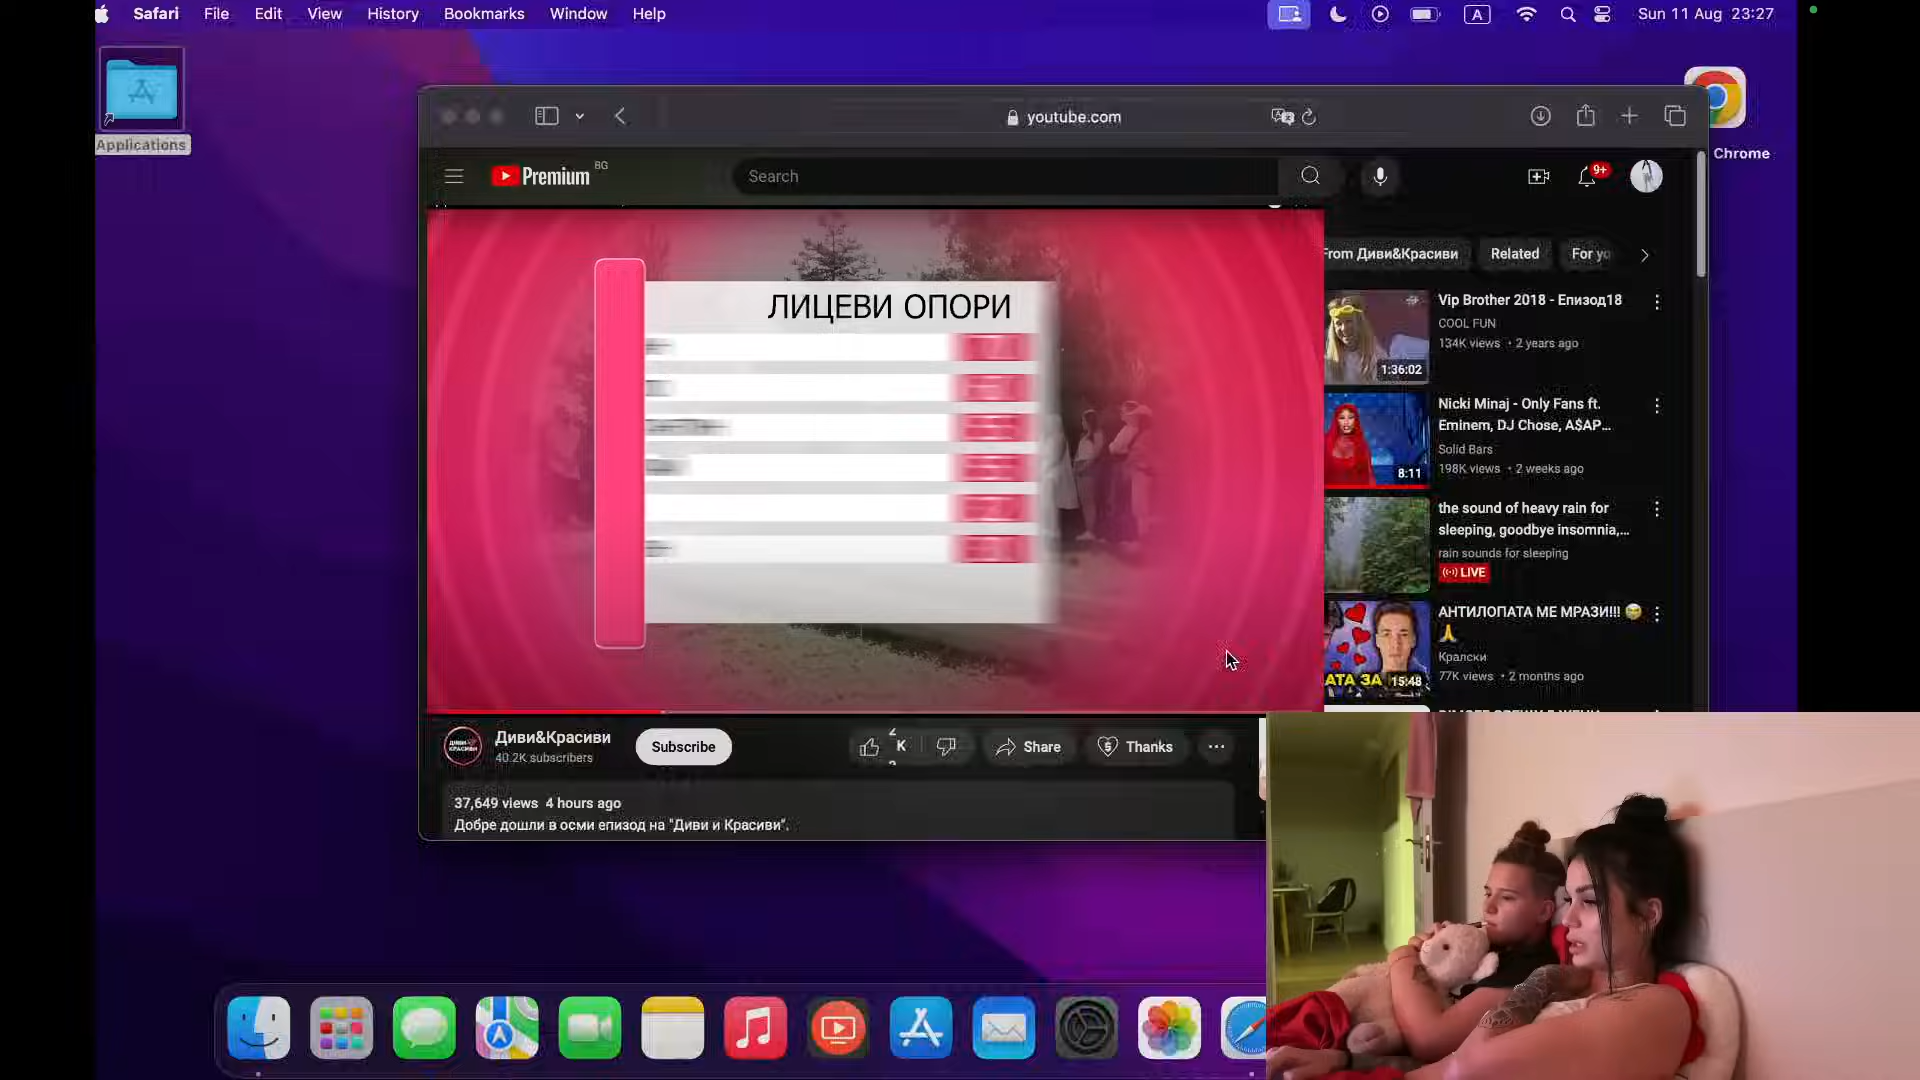 Safari File Edit View History Bookmarks Window Help
A
Sun 11 Aug 23:27
Applications
youtube.com
Chrome
Premium BG
Search
9+
ЛИЦЕВИ ОПОРИ
From Диви&Красиви Related For yo
Vip Brother 2018 - Епизод18
COOL FUN
134K views • 2 years ago
1:36:02
Nicki Minaj - Only Fans ft.
Eminem, DJ Chose, A$AP...
Solid Bars
198K views • 2 weeks ago
8:11
the sound of heavy rain for
sleeping, goodbye insomnia,...
rain sounds for sleeping
LIVE
АНТИЛОПАТА МЕ МРАЗИ!!! 😂
🙏
Кралски
77K views • 2 months ago
АТА ЗА 15:48
Диви&Красиви
40.2K subscribers
Subscribe
K
Share
Thanks
37,649 views 4 hours ago
Добре дошли в осми епизод на "Диви и Красиви".